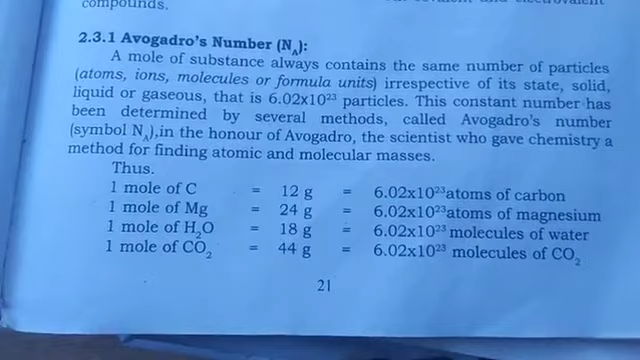 compounds.
2.3.1 Avogadro's Number (N_A):
A mole of substance always contains the same number of particles
(atoms, ions, molecules or formula units) irrespective of its state, solid,
liquid or gaseous, that is 6.02x10²³ particles. This constant number has
been determined by several methods, called Avogadro's number
(symbol N_A),in the honour of Avogadro, the scientist who gave chemistry a
method for finding atomic and molecular masses.
Thus.
1 mole of C = 12 g = 6.02x10²³atoms of carbon
1 mole of Mg = 24 g = 6.02x10²³atoms of magnesium
1 mole of H₂O = 18 g = 6.02x10²³ molecules of water
1 mole of CO₂ = 44 g = 6.02x10²³ molecules of CO₂
21